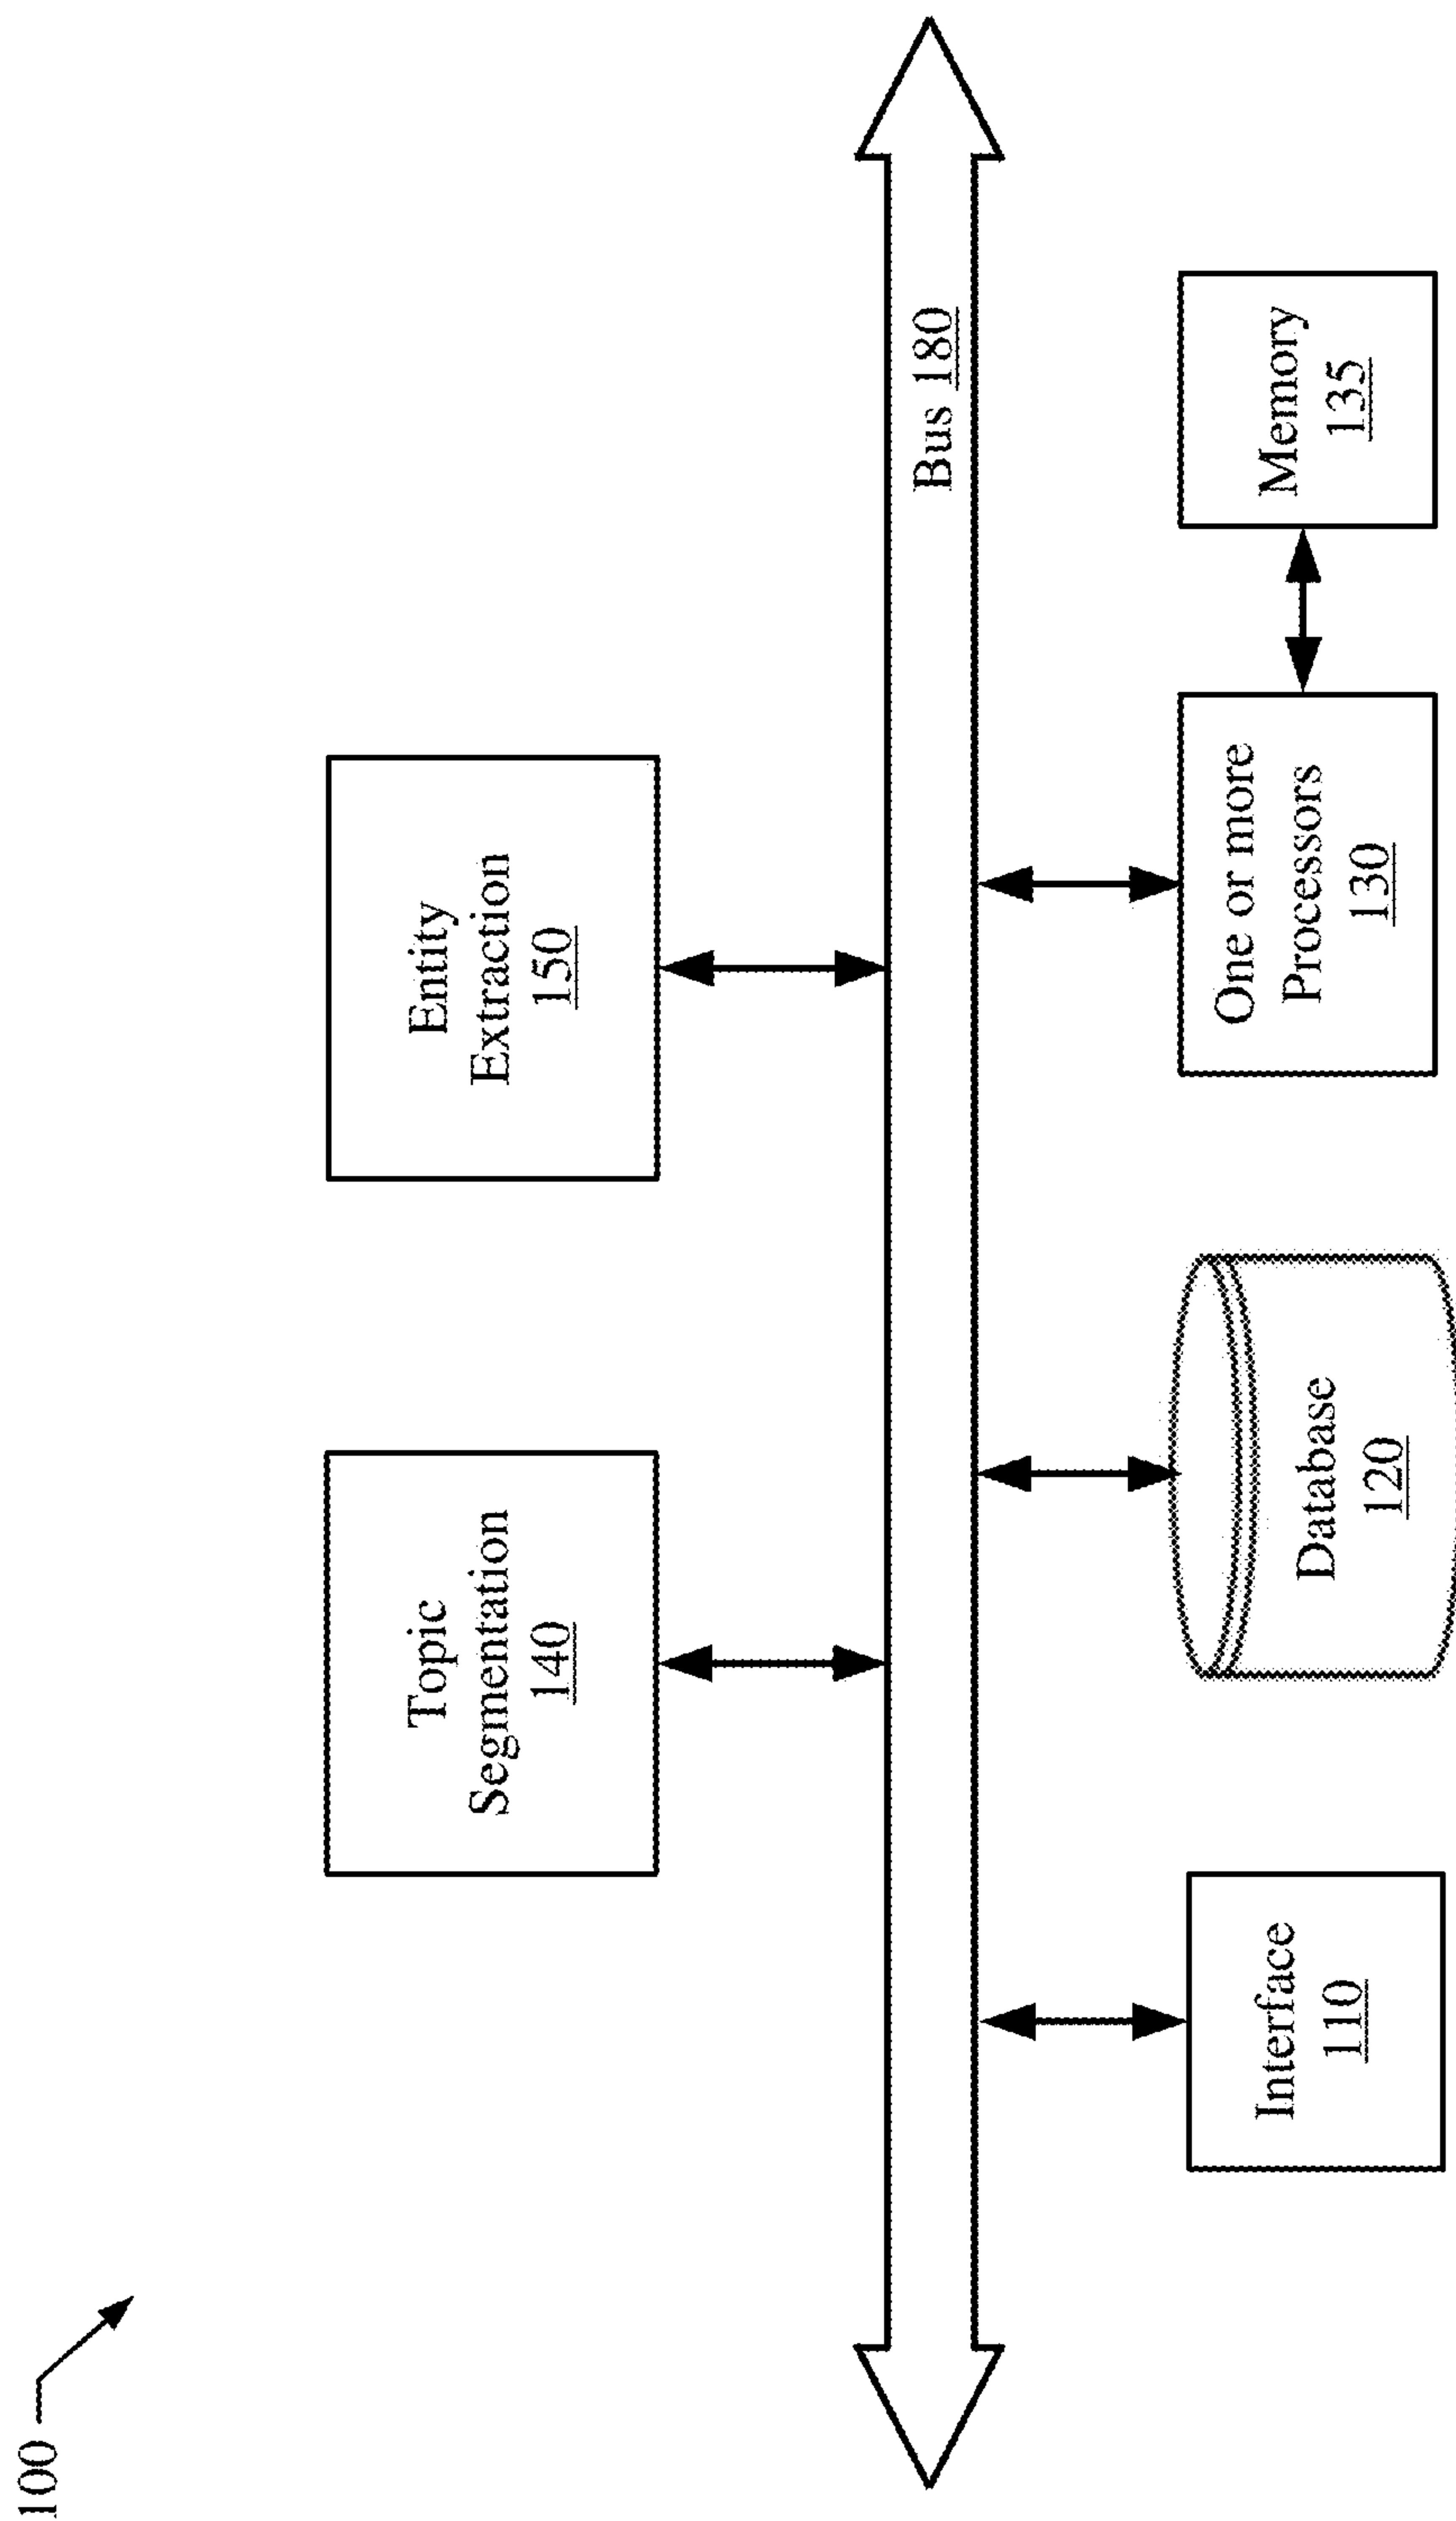 100
Topic
Segmentation
140
Entity
Extraction
150
Bus 180
Interface
110
Database
120
One or more
Processors
130
Memory
135